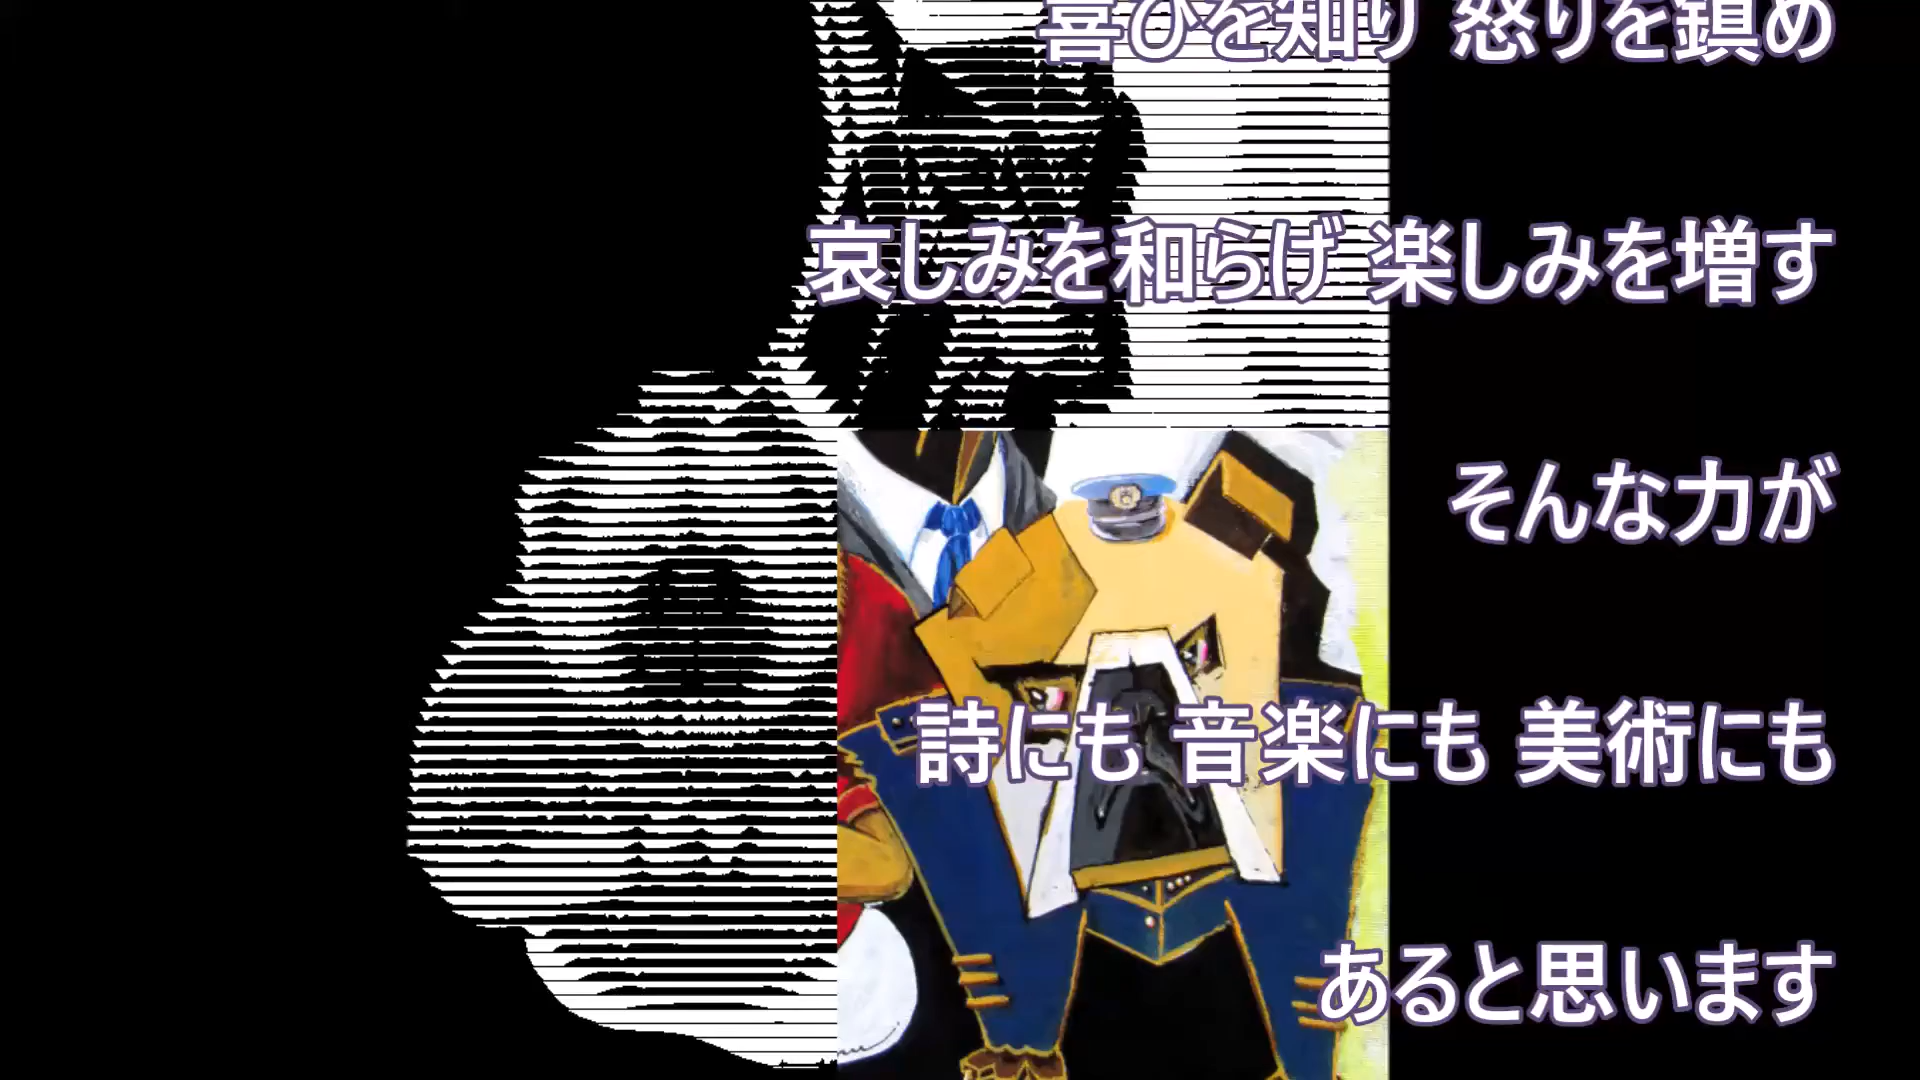 喜びを知り 怒りを鎮め
哀しみを和らげ 楽しみを増す
そんな力が
詩にも 音楽にも 美術にも
あると思います